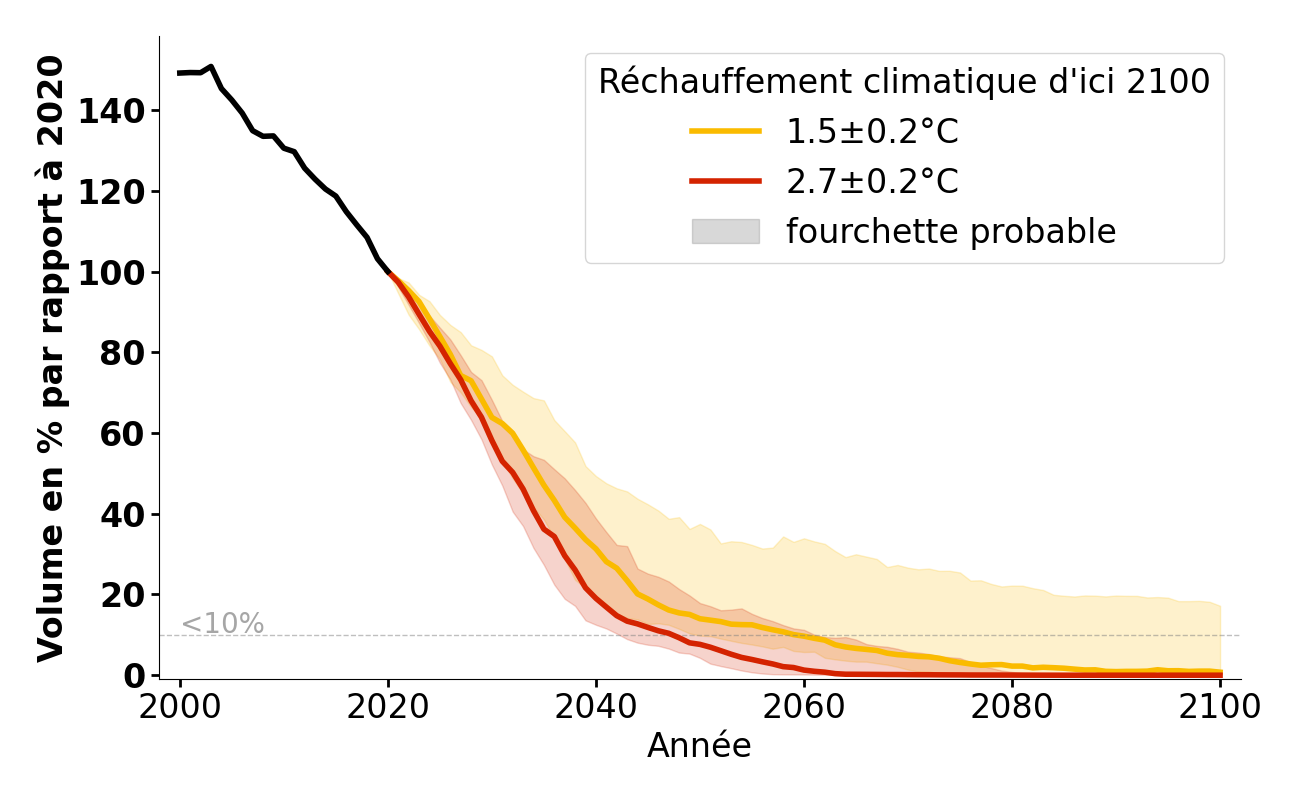 Réchauffement climatique d'ici 2100
1.5±0.2°C
2.7±0.2°C
fourchette probable
Volume en % par rapport à 2020
140
120
100
80
60
40
20
0
<10%
2000 2020 2040 2060 2080 2100
Année